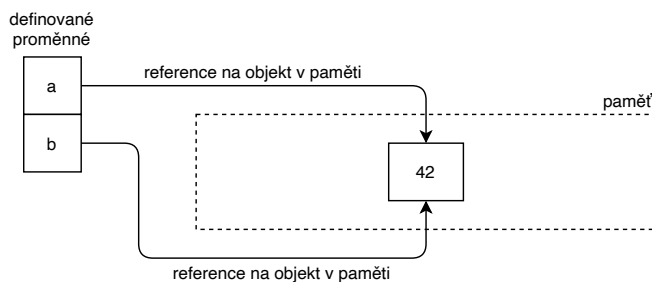 definované
proměnné
a
reference na objekt v paměti
paměť
b
42
reference na objekt v paměti